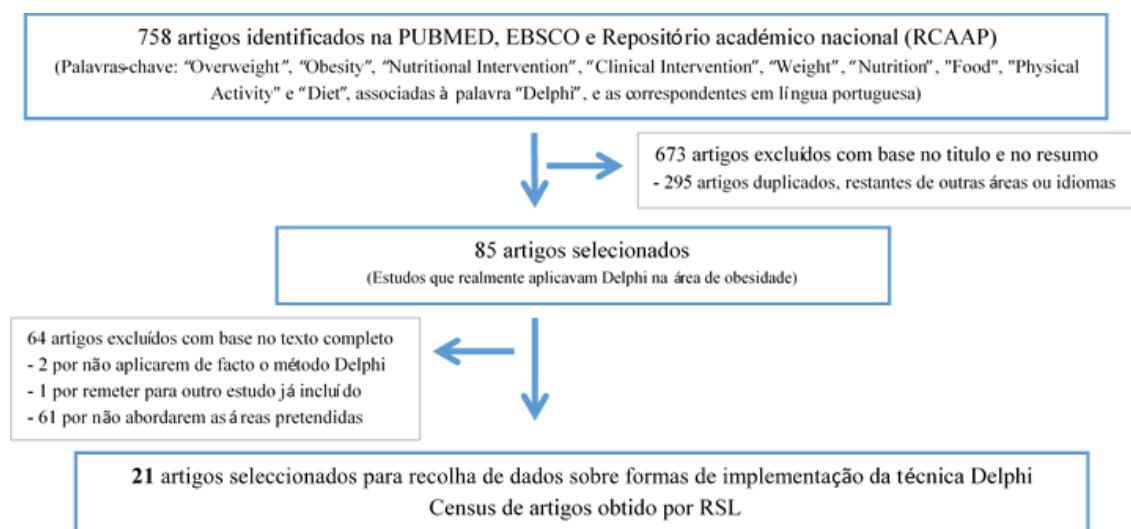 758 artigos identificados na PUBMED, EBSCO e Repositório académico nacional (RCAAP)
(Palavras-chave: “Overweight”, “Obesity”, “Nutritional Intervention”, “Clinical Intervention”, “Weight”, “Nutrition”, "Food", "Physical
Activity" e “Diet”, associadas à palavra “Delphi”, e as correspondentes em língua portuguesa)
673 artigos excluídos com base no titulo e no resumo
- 295 artigos duplicados, restantes de outras áreas ou idiomas
85 artigos selecionados
(Estudos que realmente aplicavam Delphi na área de obesidade)
64 artigos excluídos com base no texto completo
- 2 por não aplicarem de facto o método Delphi
- 1 por remeter para outro estudo já incluído
- 61 por não abordarem as áreas pretendidas
21 artigos seleccionados para recolha de dados sobre formas de implementação da técnica Delphi
Census de artigos obtido por RSL